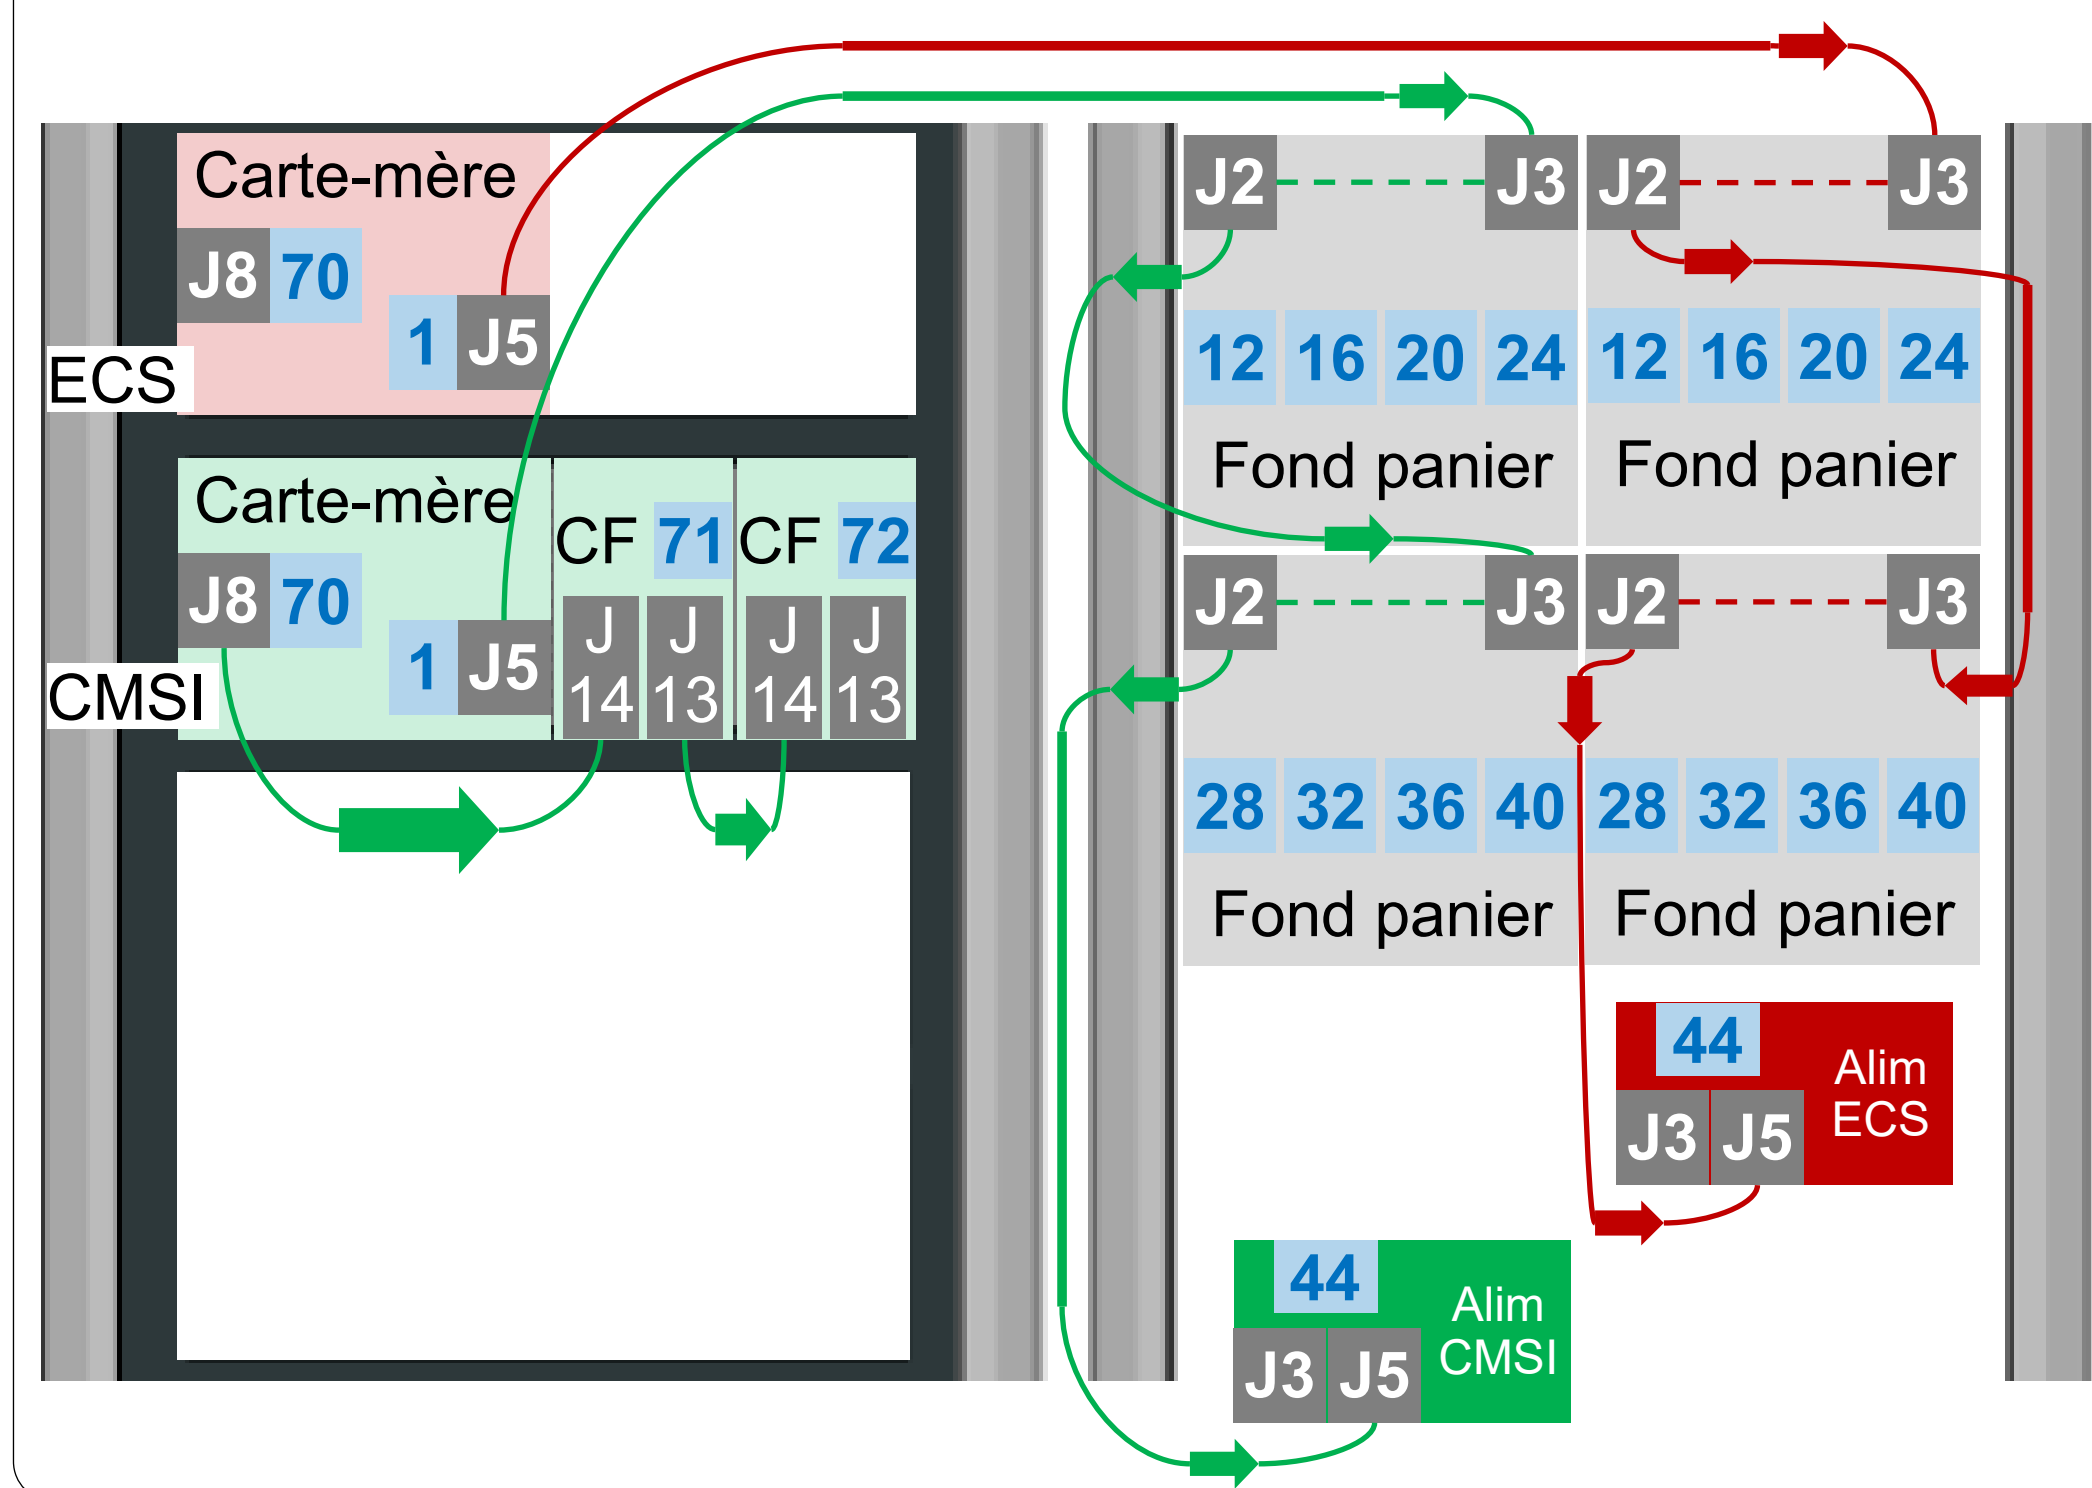 Carte-mère
J8 70
1 J5
ECS
Carte-mère
J8 70
1 J5
CMSI
CF 71
J 14
J 13
CF 72
J 14
J 13
J2 J3
12 16 20 24
Fond panier
J2 J3
12 16 20 24
Fond panier
J2 J3
28 32 36 40
Fond panier
J2 J3
28 32 36 40
Fond panier
44
Alim
ECS
J3 J5
44
Alim
CMSI
J3 J5